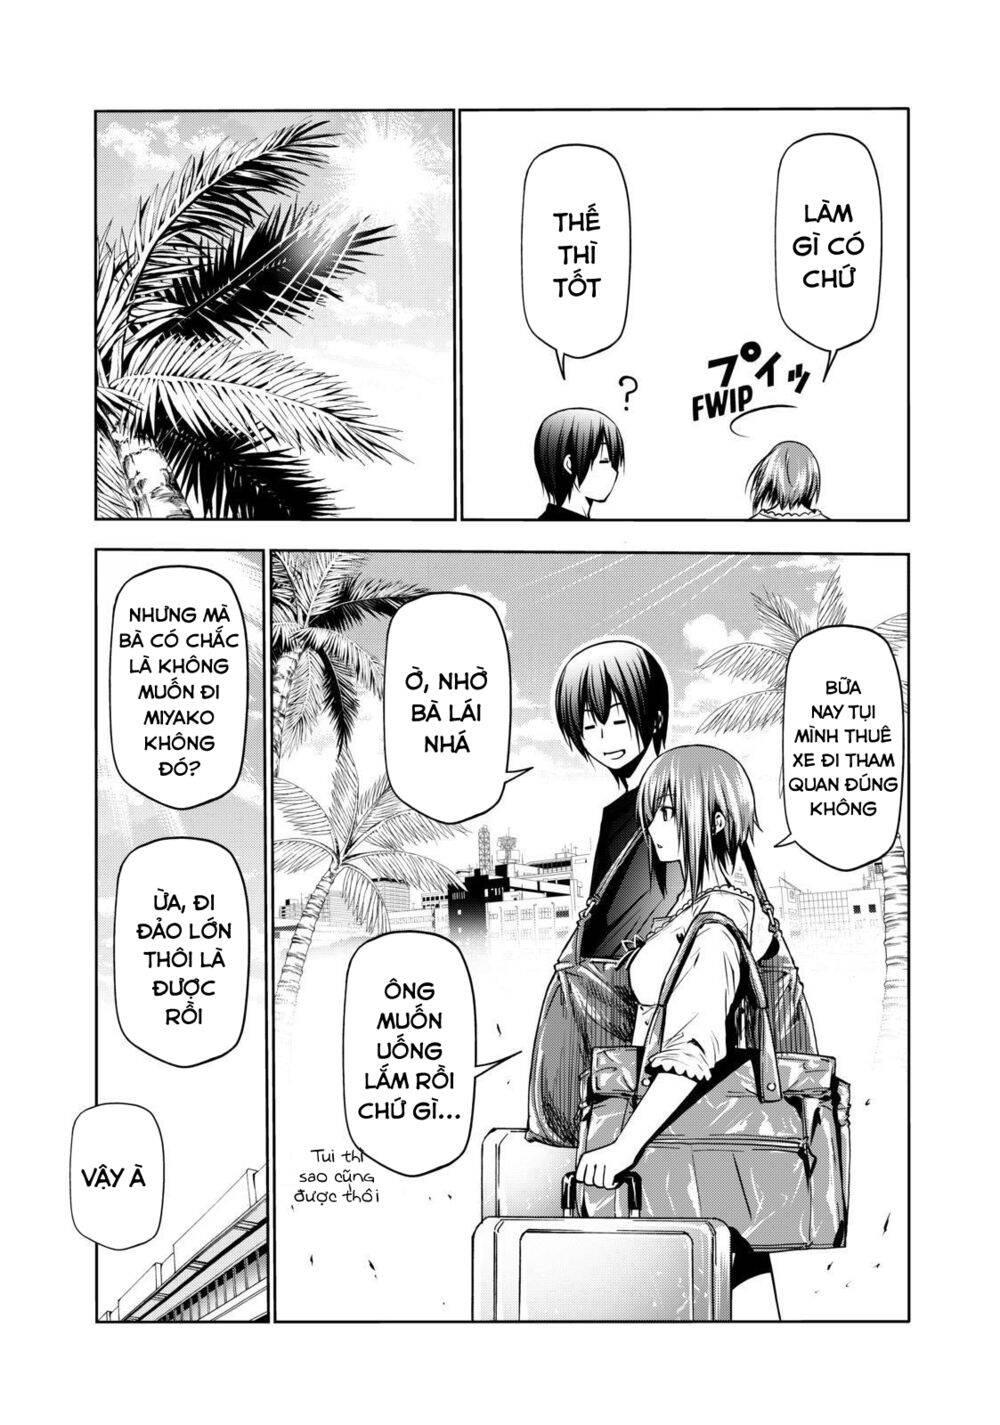 LÀM
GÌ CÓ
CHỨ
プイッ
FWIP
THẾ
THÌ
TỐT
?
BỮA
NAY TỤI
MÌNH THUÊ
XE ĐI THAM
QUAN ĐÚNG
KHÔNG
Ờ, NHỜ
BÀ LÁI
NHÁ
ÔNG
MUỐN
UỐNG
LẮM RỒI
CHỨ GÌ...
Tui thì
sao cũng
được thôi
NHƯNG MÀ
BÀ CÓ CHẮC
LÀ KHÔNG
MUỐN ĐI
MIYAKO
KHÔNG
ĐÓ?
ỪA, ĐI
ĐẢO LỚN
THÔI LÀ
ĐƯỢC
RỒI
VẬY À